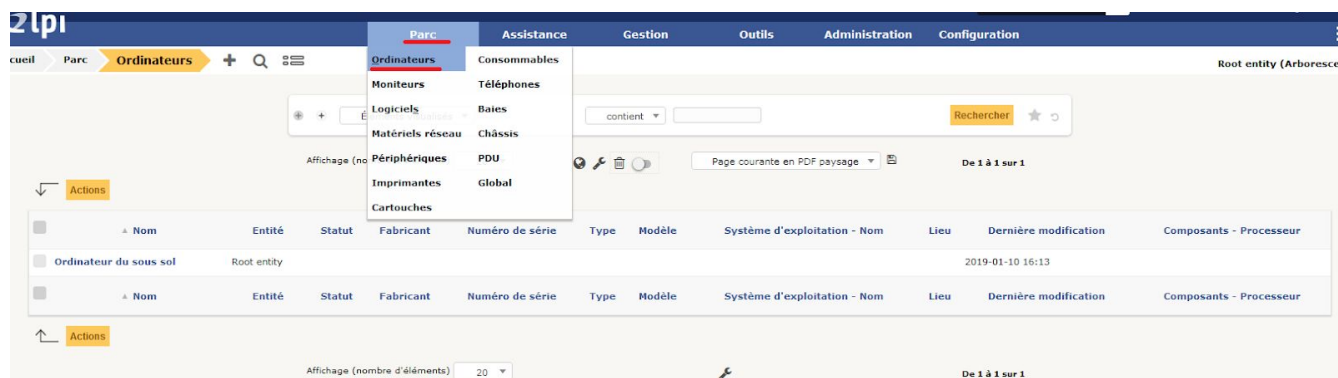 lpi
Parc Assistance Gestion Outils Administration Configuration
cueil Parc Ordinateurs
Root entity (Arboresce
Ordinateurs Consommables
Moniteurs Téléphones
Logiciels Baies
Matériels réseau Châssis
Périphériques PDU
Imprimantes Global
Cartouches
contient Rechercher
Affichage (no
Page courante en PDF paysage De 1 à 1 sur 1
Actions
Nom Entité Statut Fabricant Numéro de série Type Modèle Système d'exploitation - Nom Lieu Dernière modification Composants - Processeur
Ordinateur du sous sol Root entity 2019-01-10 16:13
Nom Entité Statut Fabricant Numéro de série Type Modèle Système d'exploitation - Nom Lieu Dernière modification Composants - Processeur
Actions
Affichage (nombre d'éléments) 20 De 1 à 1 sur 1